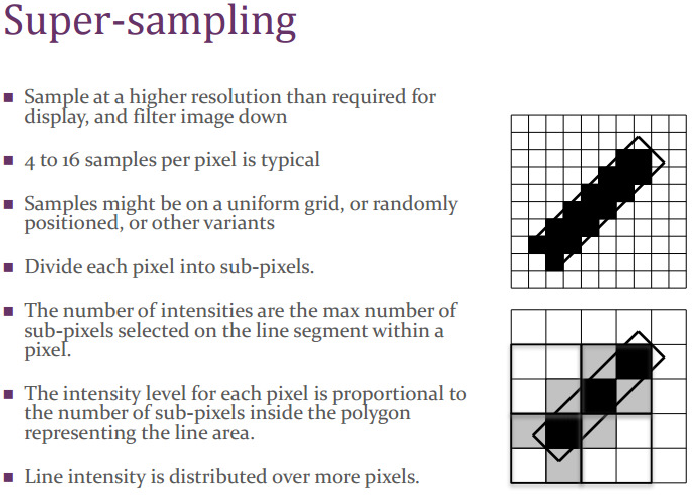 Super-sampling
Sample at a higher resolution than required for
display, and filter image down
4 to 16 samples per pixel is typical
Samples might be on a uniform grid, or randomly
positioned, or other variants
Divide each pixel into sub-pixels.
The number of intensities are the max number of
sub-pixels selected on the line segment within a
pixel.
The intensity level for each pixel is proportional to
the number of sub-pixels inside the polygon
representing the line area.
Line intensity is distributed over more pixels.